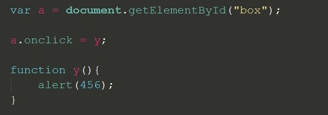 var a = document.getElementById("box");
a.onclick = y;
function y(){
alert(456);
}